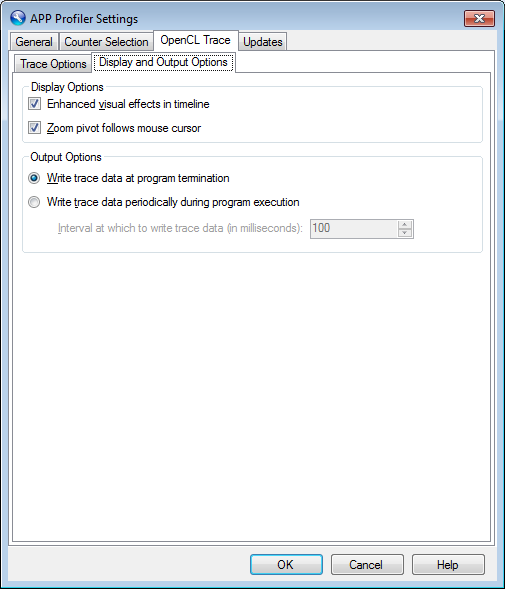 APP Profiler Settings
General Counter Selection OpenCL Trace Updates
Trace Options Display and Output Options
Display Options
Enhanced visual effects in timeline
Zoom pivot follows mouse cursor
Output Options
Write trace data at program termination
Write trace data periodically during program execution
Interval at which to write trace data (in milliseconds): 100
OK Cancel Help